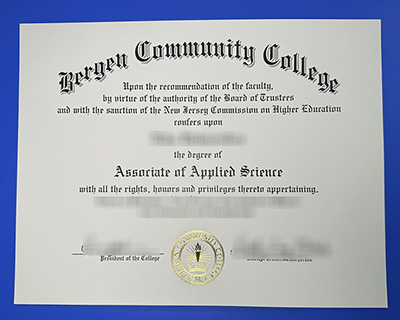 Bergen Community College
Upon the recommendation of the faculty,
by virtue of the authority of the Board of Trustees
and with the sanction of the New Jersey Commission on Higher Education
confers upon
the degree of
Associate of Applied Science
with all the rights, honors and privileges thereto appertaining.
President of the College